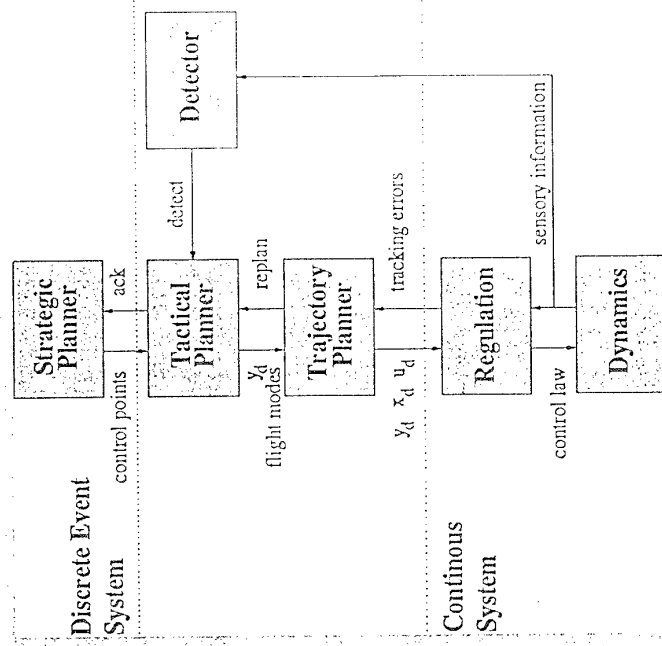 Discrete Event
System
Strategic
Planner
control points
ack
Tactical
Planner
detect
Detector
y_d
flight modes
replan
Trajectory
Planner
y_d x_d u_d
tracking errors
Continous
System
Regulation
sensory information
control law
Dynamics